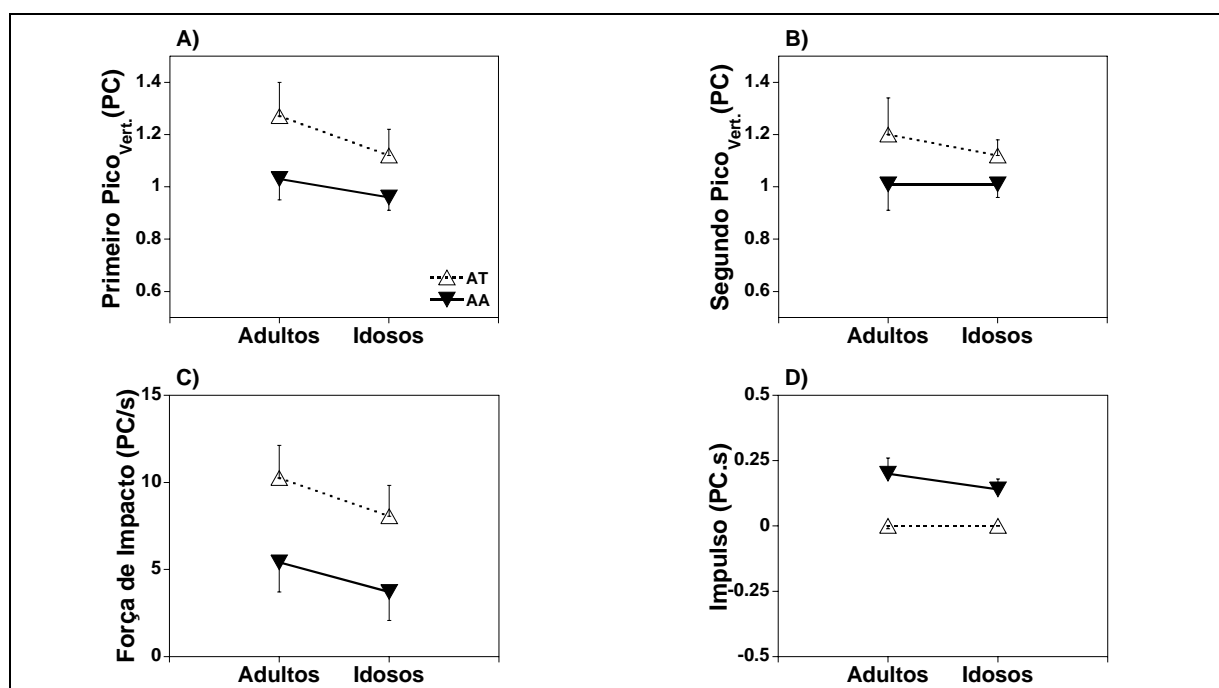 A)
Primeiro Pico Vert. (PC)
1.4
1.2
1
0.8
0.6
AT
AA
Adultos Idosos
B)
Segundo Pico Vert. (PC)
1.4
1.2
1
0.8
0.6
Adultos Idosos
C)
Força de Impacto (PC/s)
15
10
5
0
Adultos Idosos
D)
Impulso (PC.s)
0.5
0.25
0
-0.25
-0.5
Adultos Idosos